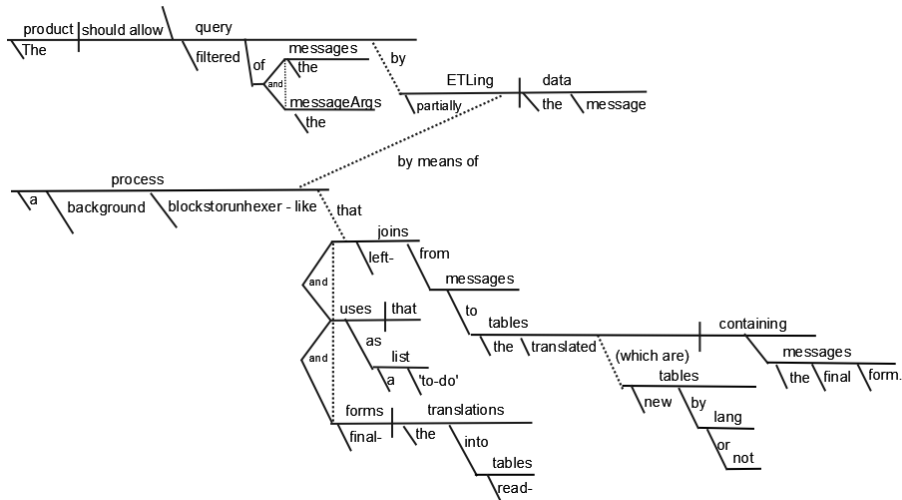 product should allow query
The filtered of and messages by
the
messageArgs
the
ETLing data
partially the message
by means of
process
a background blockstorunhexer - like that
joins
left- from
and messages
to
uses that
tables containing
as the translated (which are) messages
and list the final form.
a 'to-do' tables
new by
forms translations lang
final- the into or
not
tables
read-